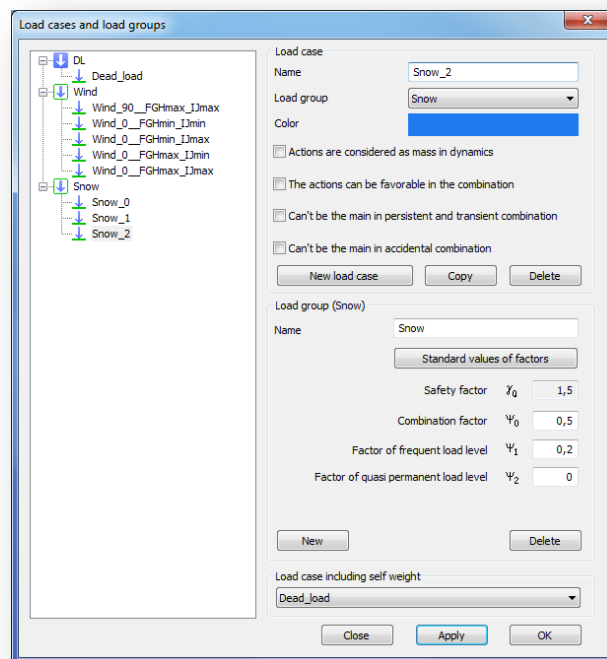 Load cases and load groups
DL
Dead_load
Wind
Wind_90__FGHmax_IJmax
Wind_0__FGHmin_IJmin
Wind_0__FGHmin_IJmax
Wind_0__FGHmax_IJmin
Wind_0__FGHmax_IJmax
Snow
Snow_0
Snow_1
Snow_2
Load case
Name Snow_2
Load group Snow
Color
Actions are considered as mass in dynamics
The actions can be favorable in the combination
Can't be the main in persistent and transient combination
Can't be the main in accidental combination
New load case Copy Delete
Load group (Snow)
Name Snow
Standard values of factors
Safety factor γQ 1,5
Combination factor Ψ0 0,5
Factor of frequent load level Ψ1 0,2
Factor of quasi permanent load level Ψ2 0
New Delete
Load case including self weight
Dead_load
Close Apply OK